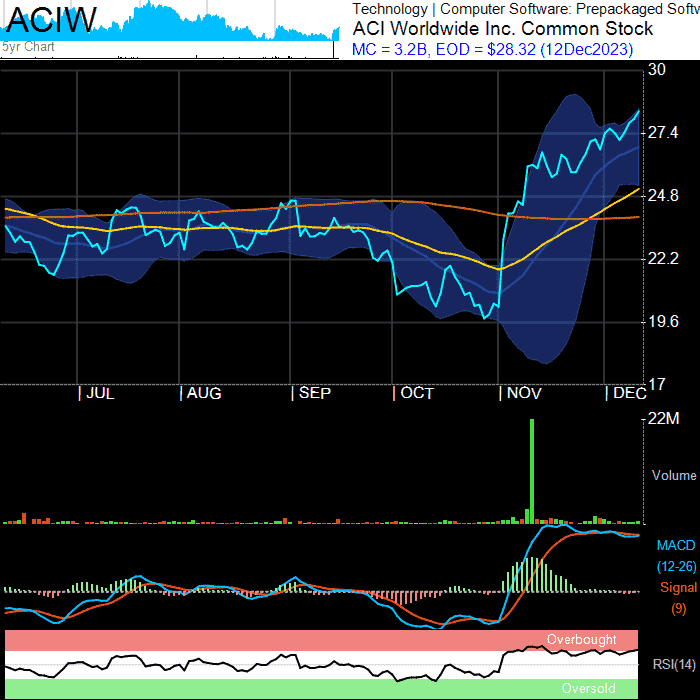 ACIW
Technology | Computer Software: Prepackaged Softw
ACI Worldwide Inc. Common Stock
5yr Chart
MC = 3.2B, EOD = $28.32 (12Dec2023)
30
27.4
24.8
22.2
19.6
17
| JUL | AUG | SEP | OCT | NOV | DEC
22M
Volume
MACD
(12-26)
Signal
(9)
Overbought
RSI(14)
Oversold